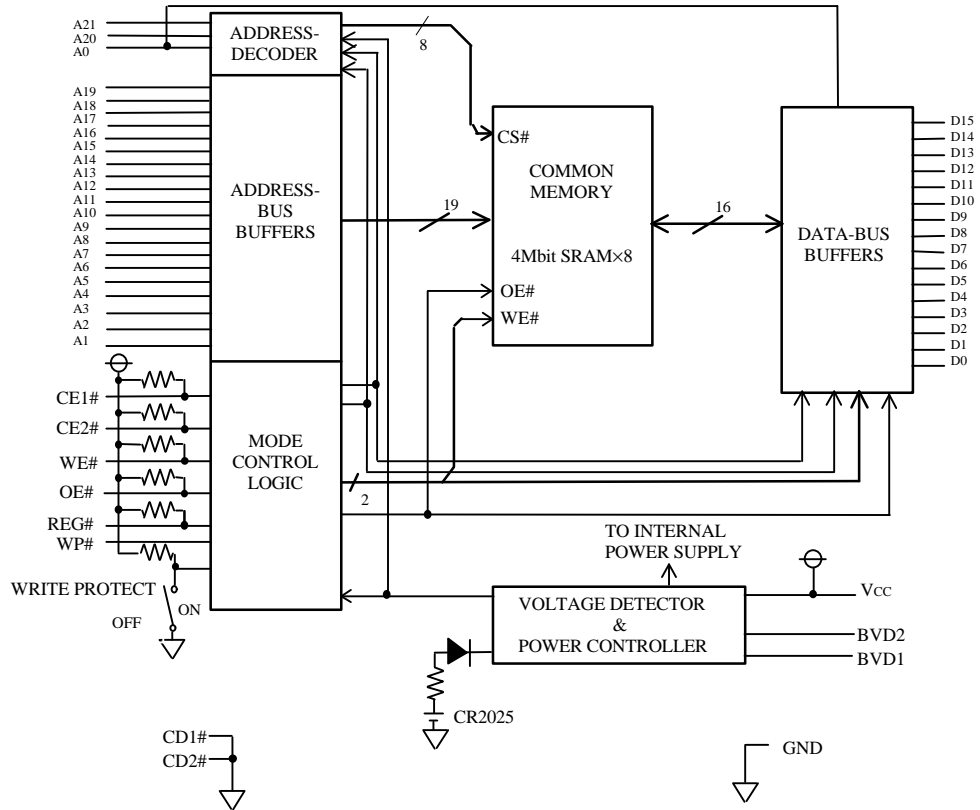 A21
A20
A0
ADDRESS-
DECODER
8
A19
A18
A17
A16
A15
A14
A13
A12
A11
A10
A9
A8
A7
A6
A5
A4
A3
A2
A1
ADDRESS-
BUS
BUFFERS
19
CS#
COMMON
MEMORY
4Mbit SRAM×8
OE#
WE#
16
DATA-BUS
BUFFERS
D15
D14
D13
D12
D11
D10
D9
D8
D7
D6
D5
D4
D3
D2
D1
D0
CE1#
CE2#
WE#
OE#
REG#
WP#
MODE
CONTROL
LOGIC
2
WRITE PROTECT
ON
OFF
TO INTERNAL
POWER SUPPLY
VOLTAGE DETECTOR
&
POWER CONTROLLER
VCC
BVD2
BVD1
CR2025
CD1#
CD2#
GND